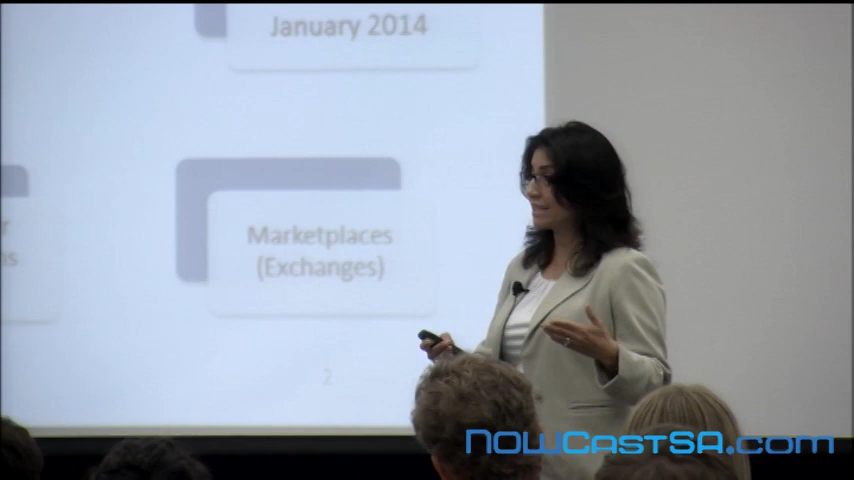 January 2014
Marketplaces
(Exchanges)
2
NOWCASTSA.COM